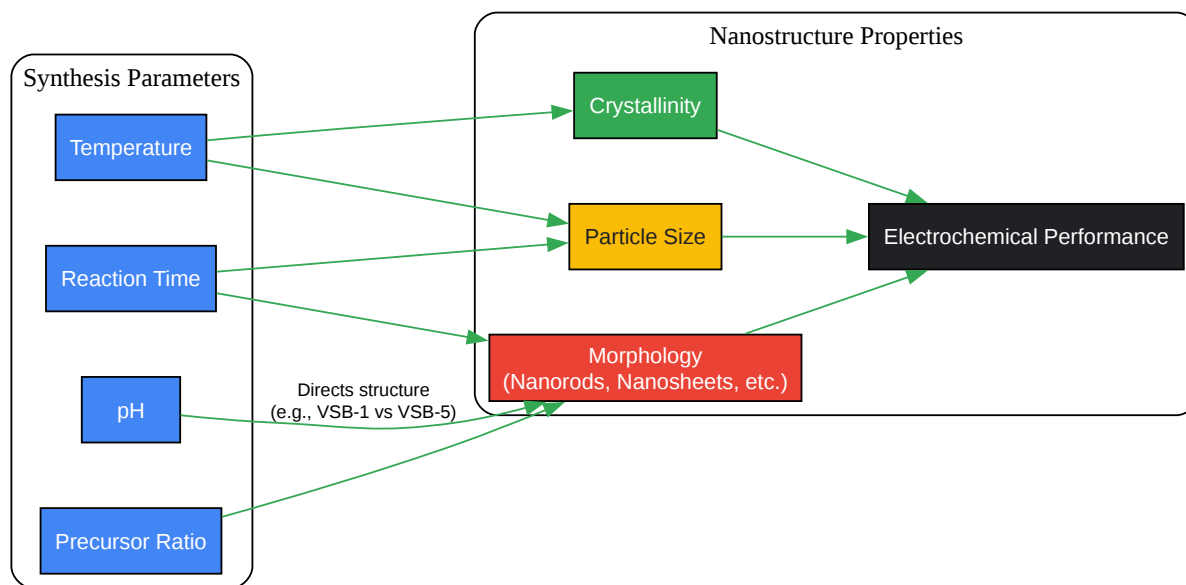 Nanostructure Properties
Synthesis Parameters
Crystallinity
Temperature
Particle Size
Electrochemical Performance
Reaction Time
Morphology
(Nanorods, Nanosheets, etc.)
Directs structure
(e.g., VSB-1 vs VSB-5)
pH
Precursor Ratio